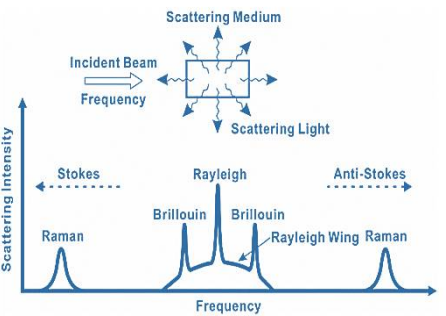 Scattering Medium
Incident Beam
Frequency
Scattering Light
Scattering Intensity
Stokes
Rayleigh
Anti-Stokes
Brillouin
Brillouin
Raman
Rayleigh Wing
Raman
Frequency